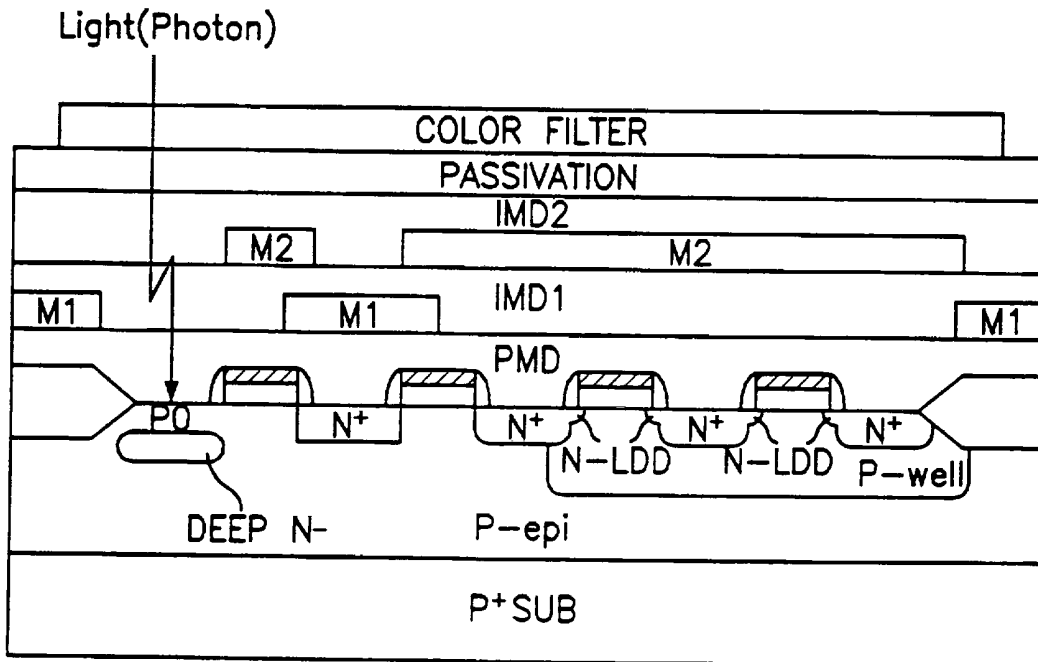 Light(Photon)
COLOR FILTER
PASSIVATION
IMD2
M2 M2
IMD1
M1 M1 M1
PMD
PO N+ N+ N+ N+
N-LDD N-LDD P-well
DEEP N- P-epi
P+SUB